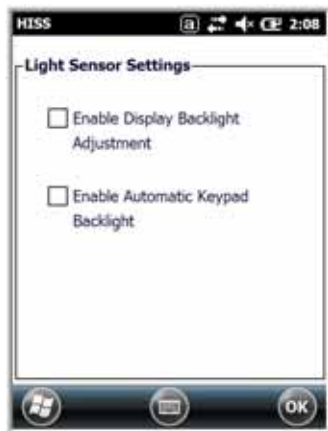 HISS a 2:08
Light Sensor Settings
Enable Display Backlight
Adjustment
Enable Automatic Keypad
Backlight
OK